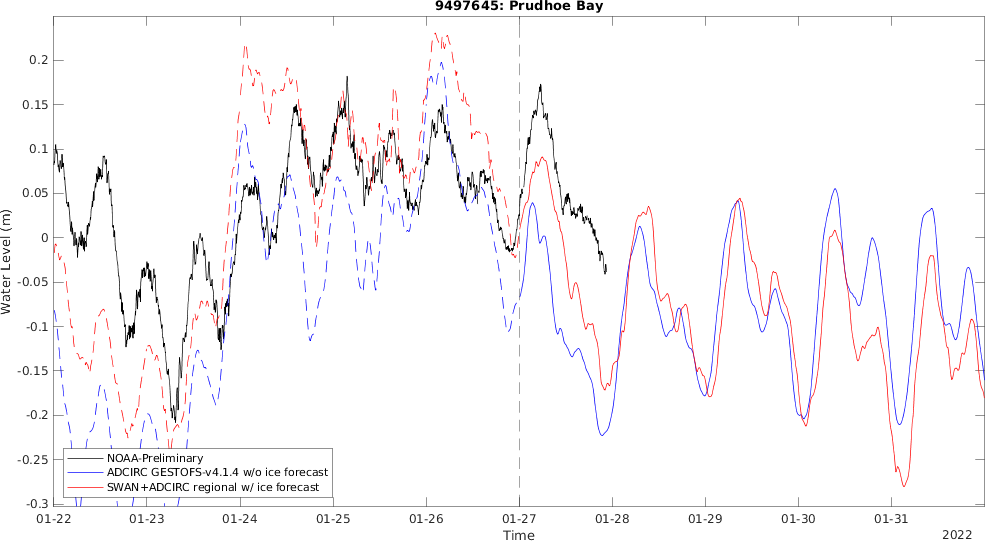 9497645: Prudhoe Bay
Water Level (m)
0.2
0.15
0.1
0.05
0
-0.05
-0.1
-0.15
-0.2
-0.25
-0.3
NOAA-Preliminary
ADCIRC GESTOFS-v4.1.4 w/o ice forecast
SWAN+ADCIRC regional w/ ice forecast
01-22 01-23 01-24 01-25 01-26 01-27 01-28 01-29 01-30 01-31
Time
2022